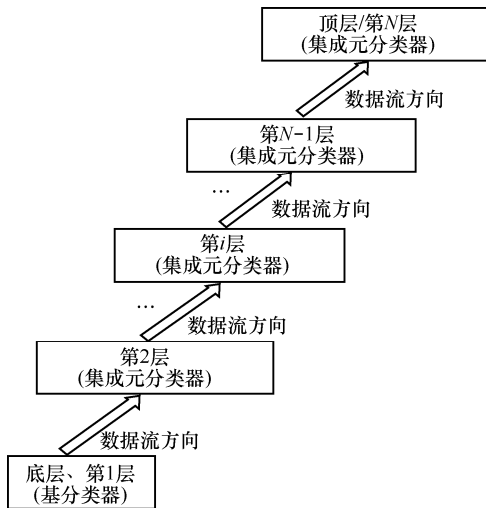 顶层/第N层
(集成元分类器)
数据流方向
第N-1层
(集成元分类器)
...
数据流方向
第i层
(集成元分类器)
...
数据流方向
第2层
(集成元分类器)
数据流方向
底层、第1层
(基分类器)